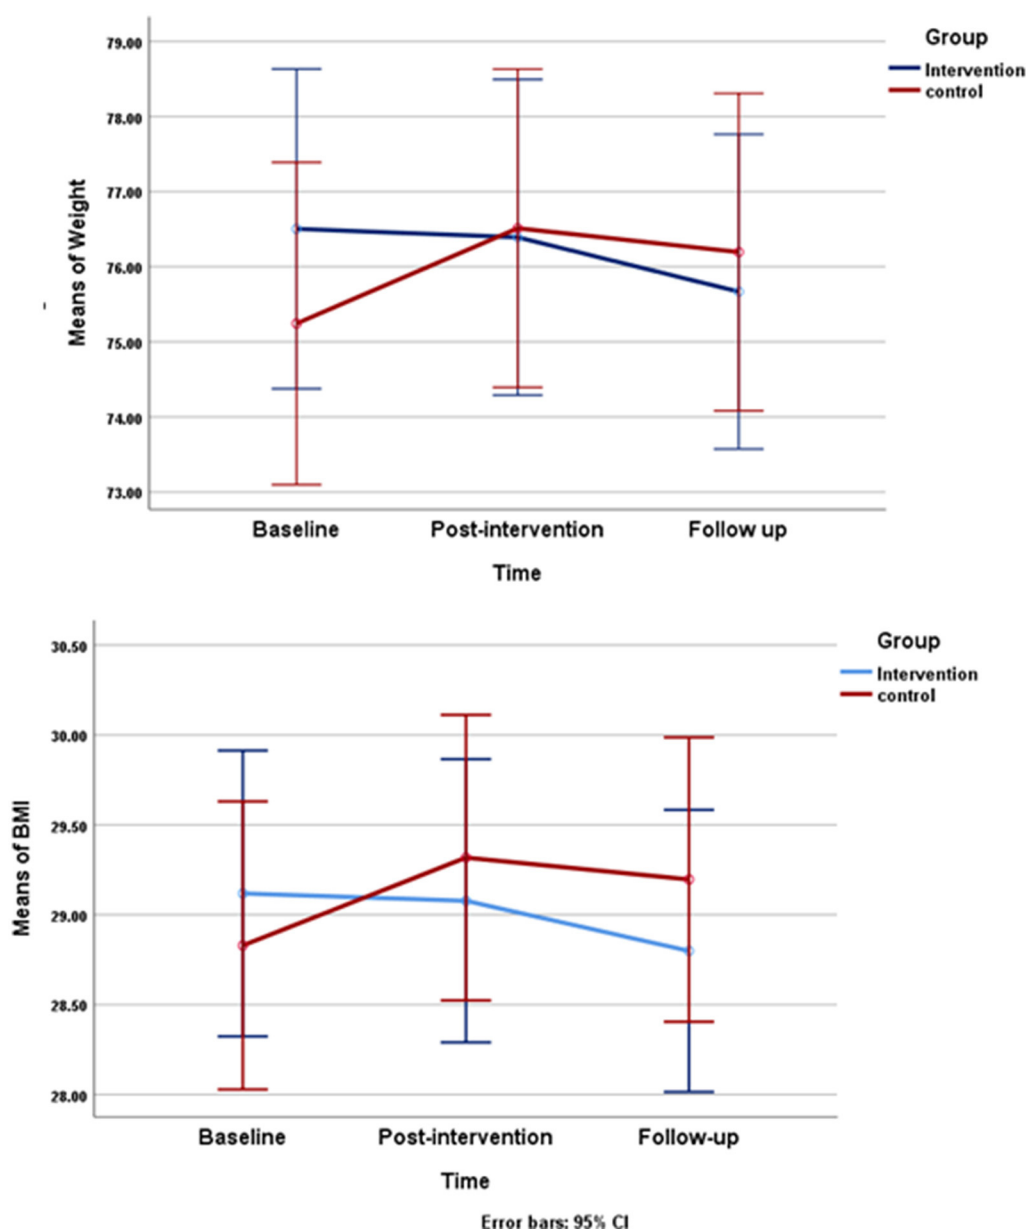 79.00
78.00
77.00
76.00
75.00
74.00
73.00
Means of Weight
Baseline Post-intervention Follow up
Time
Group
Intervention
control
30.50
30.00
29.50
29.00
28.50
28.00
Means of BMI
Baseline Post-intervention Follow-up
Time
Group
Intervention
control
Error bars: 95% CI